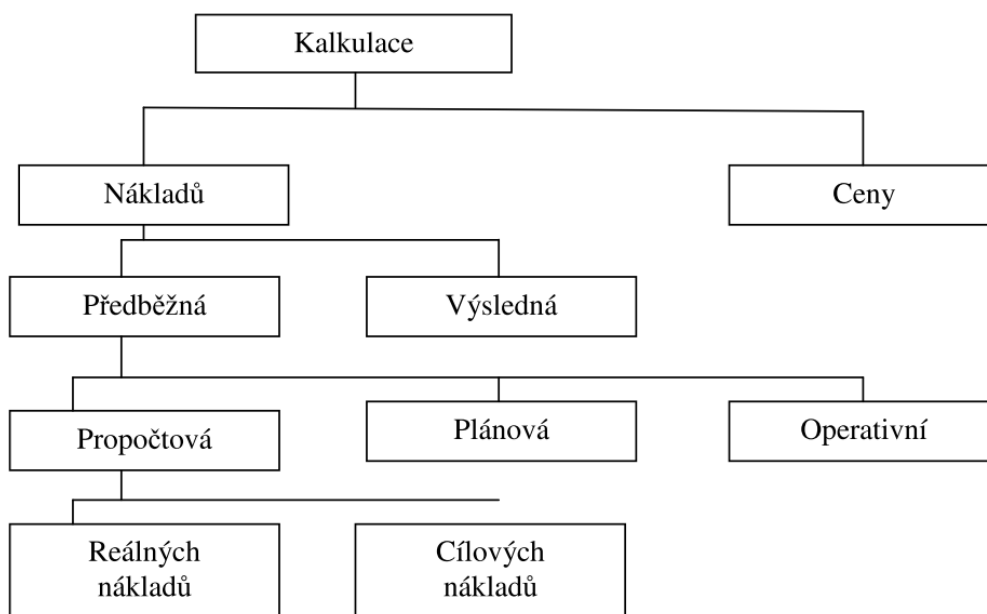 Kalkulace
Nákladů
Ceny
Předběžná
Výsledná
Propočtová
Plánová
Operativní
Reálných
nákladů
Cílových
nákladů